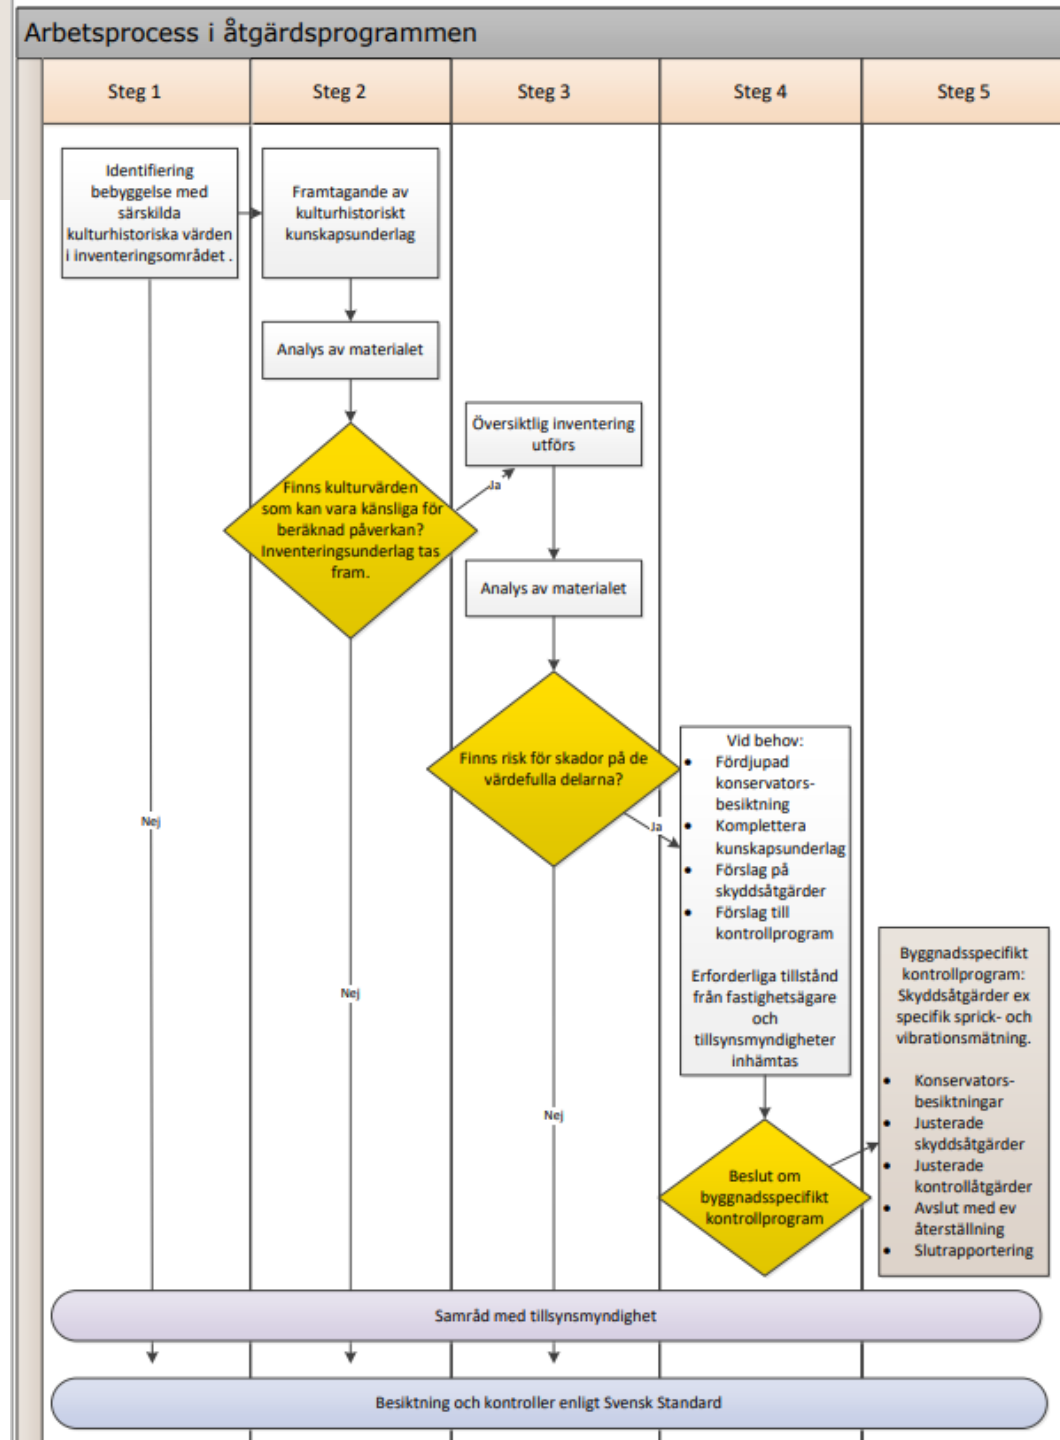 Arbetsprocess i åtgärdsprogrammen
Steg 1
Steg 2
Steg 3
Steg 4
Steg 5
Identifiering
bebyggelse med
särskilda
kulturhistoriska värden
i inventeringsområdet .
Framtagande av
kulturhistoriskt
kunskapsunderlag
Analys av materialet
Finns kulturvärden
som kan vara känsliga för
beräknad påverkan?
Inventeringsunderlag tas
fram.
Ja
Översiktlig inventering
utförs
Analys av materialet
Finns risk för skador på de
värdefulla delarna?
Ja
Vid behov:
• Fördjupad
konservators-
besiktning
• Komplettera
kunskapsunderlag
• Förslag på
skyddsåtgärder
• Förslag till
kontrollprogram
Erforderliga tillstånd
från fastighetsägare
och
tillsynsmyndigheter
inhämtas
Beslut om
byggnadsspecifikt
kontrollprogram
Byggnadsspecifikt
kontrollprogram:
Skyddsåtgärder ex
specifik sprick- och
vibrationsmätning.
• Konservators-
besiktningar
• Justerade
skyddsåtgärder
• Justerade
kontrollåtgärder
• Avslut med ev
återställning
• Slutrapportering
Nej
Nej
Nej
Samråd med tillsynsmyndighet
Besiktning och kontroller enligt Svensk Standard